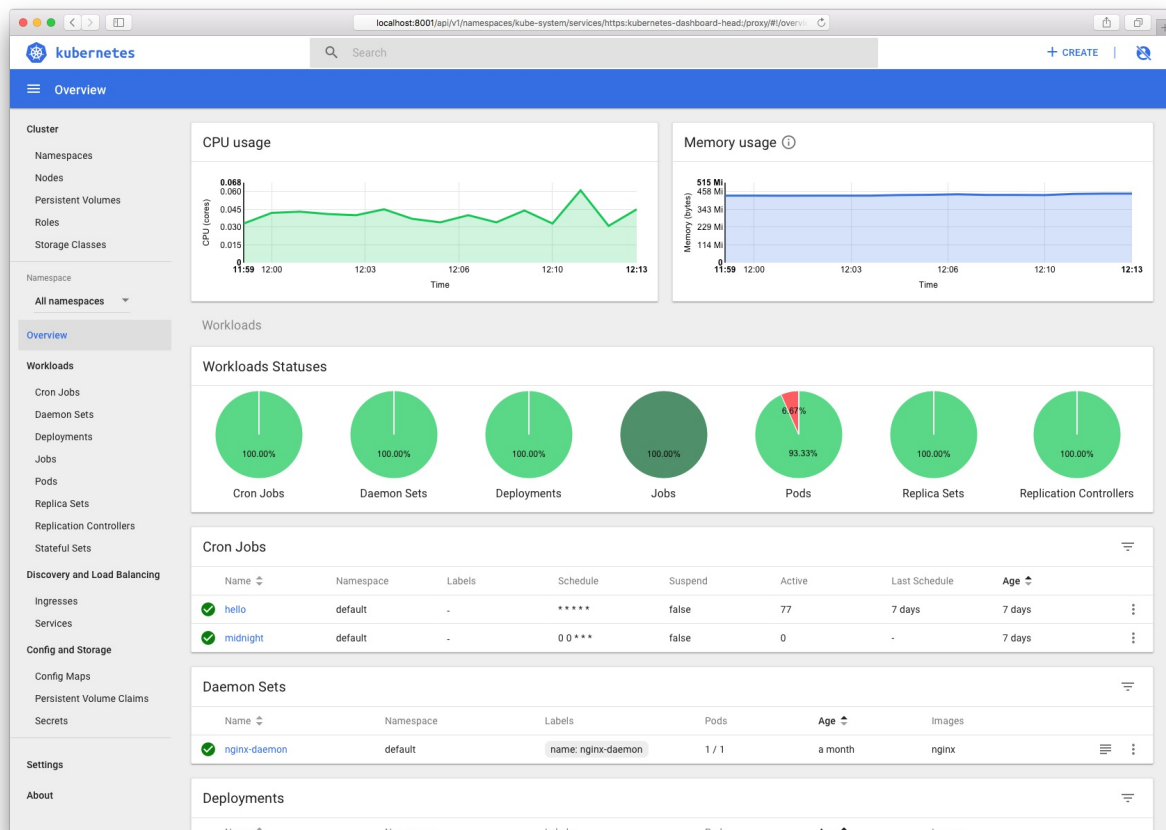 localhost:8001/api/v1/namespaces/kube-system/services/https:kubernetes-dashboard-head:/proxy/#!/overvi
kubernetes
Search
+ CREATE
Overview
Cluster
Namespaces
Nodes
Persistent Volumes
Roles
Storage Classes
Namespace
All namespaces
Overview
Workloads
Cron Jobs
Daemon Sets
Deployments
Jobs
Pods
Replica Sets
Replication Controllers
Stateful Sets
Discovery and Load Balancing
Ingresses
Services
Config and Storage
Config Maps
Persistent Volume Claims
Secrets
Settings
About
CPU usage
CPU (cores)
0.068
0.060
0.045
0.030
0.015
0
11:59 12:00 12:03 12:06 12:10 12:13
Time
Memory usage
Memory (bytes)
515 Mi
458 Mi
343 Mi
229 Mi
114 Mi
0
11:59 12:00 12:03 12:06 12:10 12:13
Time
Workloads
Workloads Statuses
100.00% 100.00% 100.00% 100.00% 6.67% 93.33% 100.00% 100.00%
Cron Jobs Daemon Sets Deployments Jobs Pods Replica Sets Replication Controllers
Cron Jobs
Name Namespace Labels Schedule Suspend Active Last Schedule Age
hello default - * * * * * false 77 7 days 7 days
midnight default - 0 0 * * * false 0 - 7 days
Daemon Sets
Name Namespace Labels Pods Age Images
nginx-daemon default name: nginx-daemon 1 / 1 a month nginx
Deployments